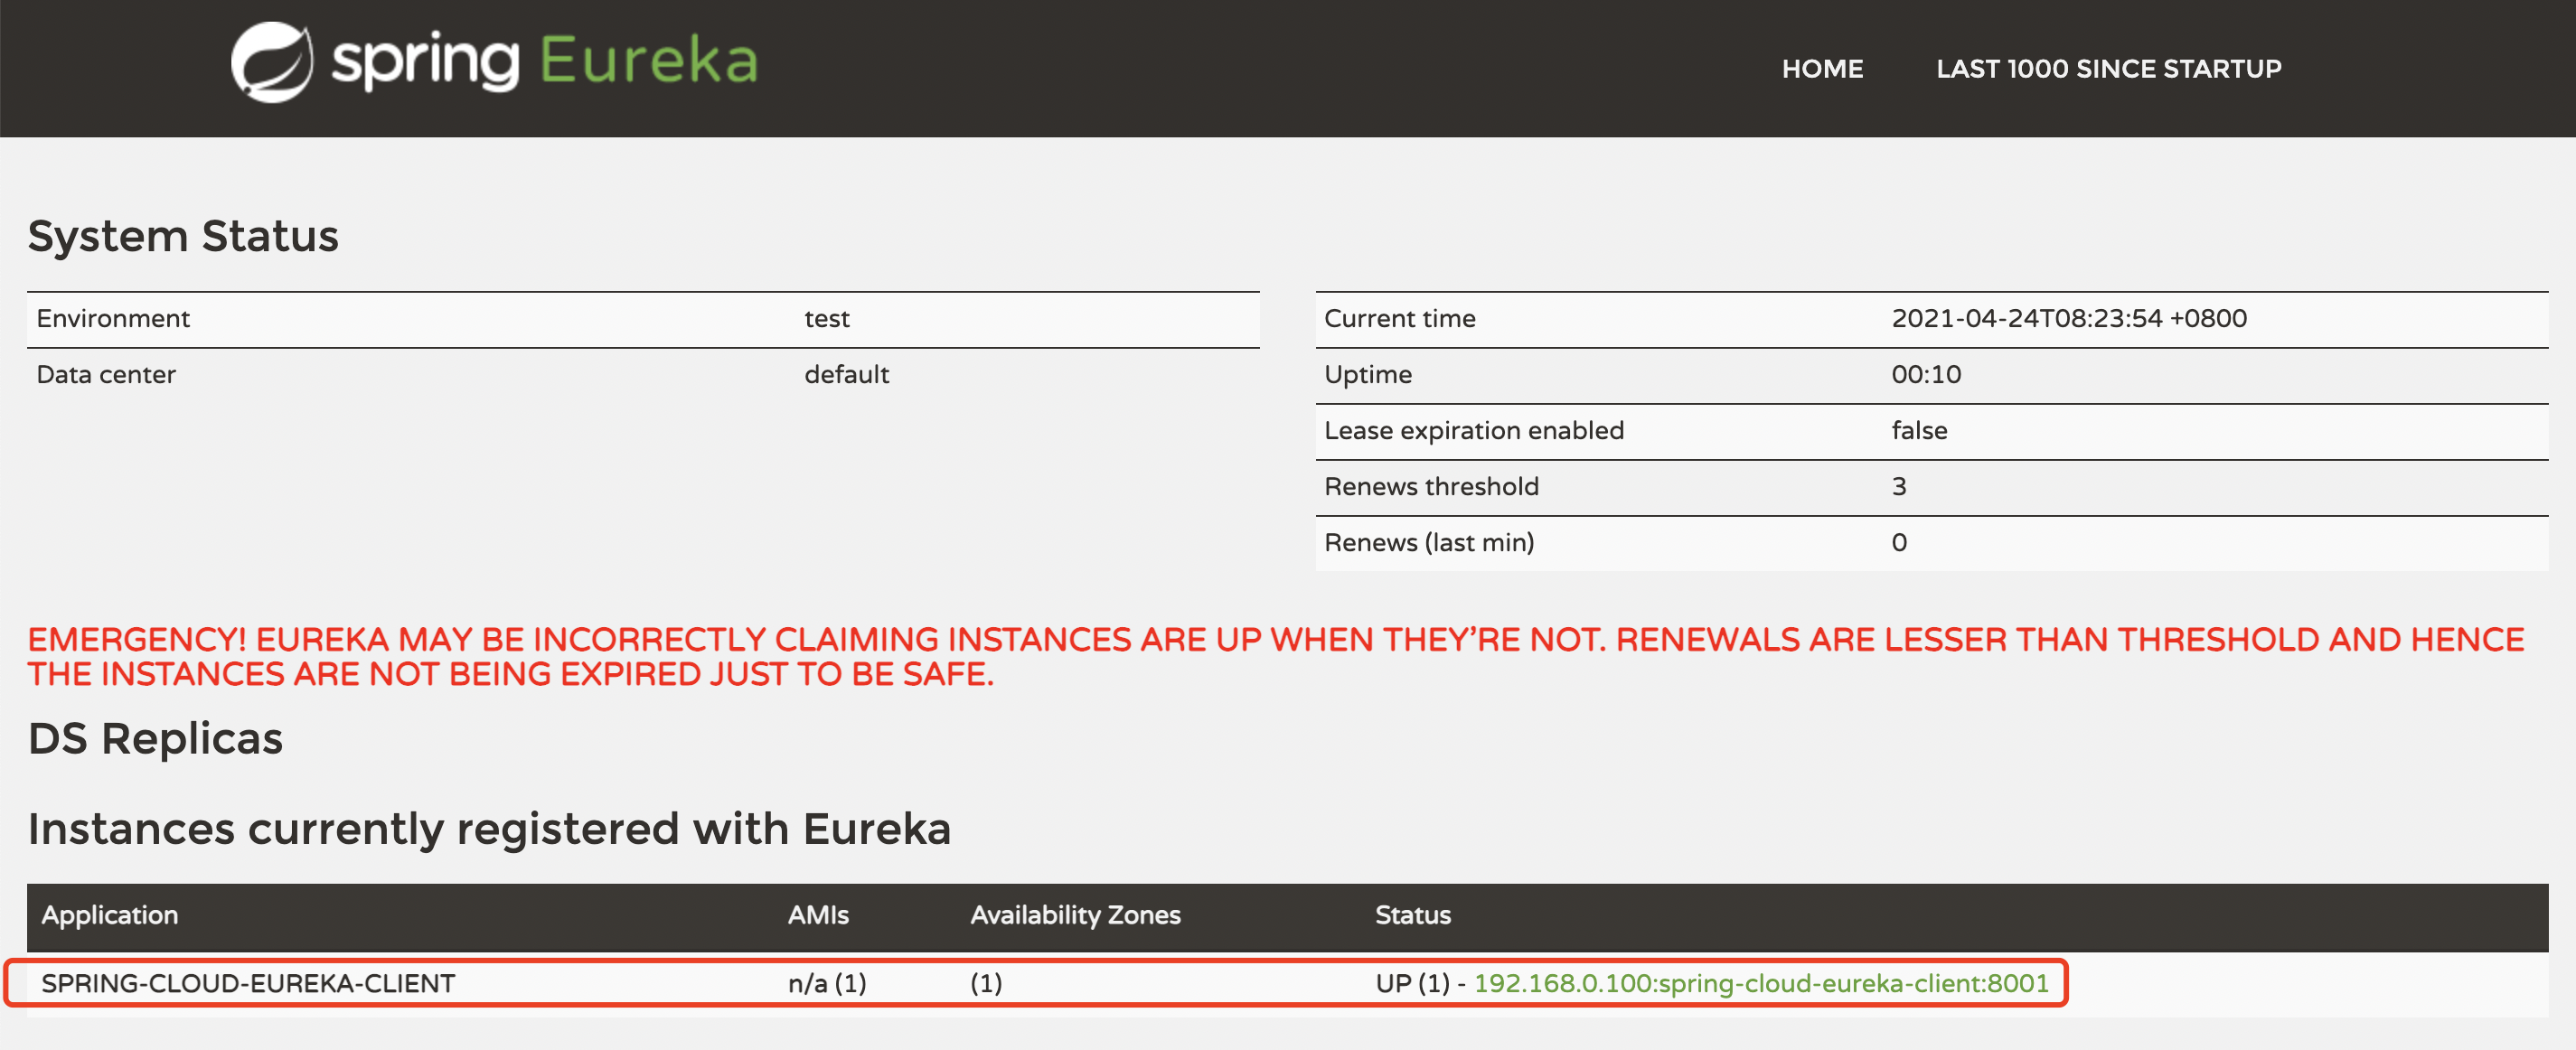 spring Eureka
HOME LAST 1000 SINCE STARTUP
System Status
Environment test
Data center default
Current time 2021-04-24T08:23:54 +0800
Uptime 00:10
Lease expiration enabled false
Renews threshold 3
Renews (last min) 0
EMERGENCY! EUREKA MAY BE INCORRECTLY CLAIMING INSTANCES ARE UP WHEN THEY’RE NOT. RENEWALS ARE LESSER THAN THRESHOLD AND HENCE
THE INSTANCES ARE NOT BEING EXPIRED JUST TO BE SAFE.
DS Replicas
Instances currently registered with Eureka
Application AMIs Availability Zones Status
SPRING-CLOUD-EUREKA-CLIENT n/a (1) (1) UP (1) - 192.168.0.100:spring-cloud-eureka-client:8001